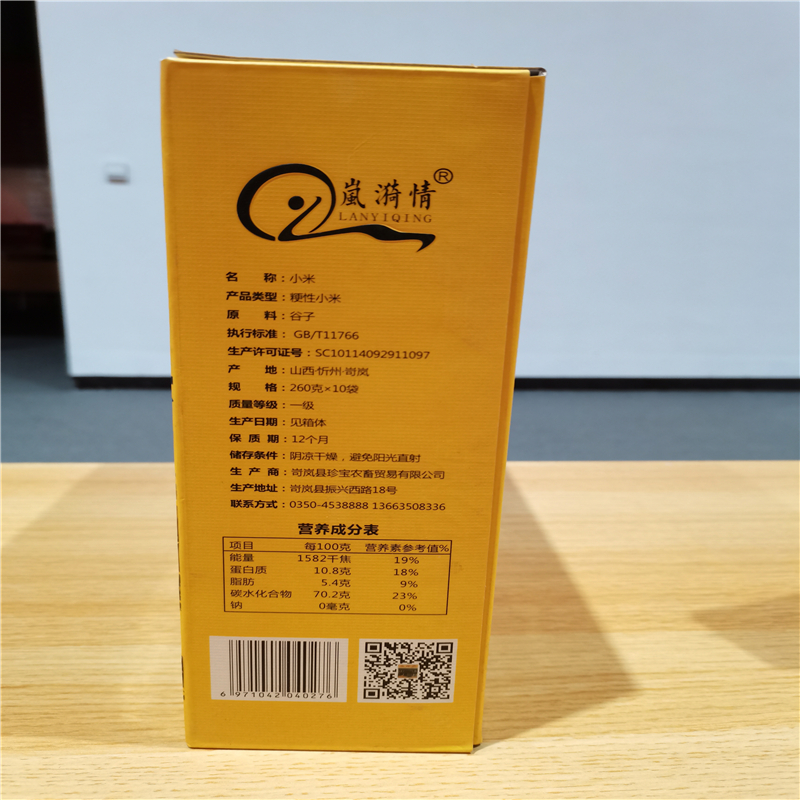 嵐漪情®
LANYIQING
名 称：小米
产品类型：粳性小米
原 料：谷子
执行标准： GB/T11766
生产许可证号：SC10114092911097
产 地：山西·忻州·岢岚
规 格：260克×10袋
质量等级：一级
生产日期：见箱体
保 质 期：12个月
储存条件：阴凉干燥，避免阳光直射
生 产 商：岢岚县珍宝农畜贸易有限公司
生产地址：岢岚县振兴西路18号
联系方式：0350-4538888 13663508336
营养成分表
项目 每100克 营养素参考值%
能量 1582千焦 19%
蛋白质 10.8克 18%
脂肪 5.4克 9%
碳水化合物 70.2克 23%
钠 0毫克 0%
6 971042 040276